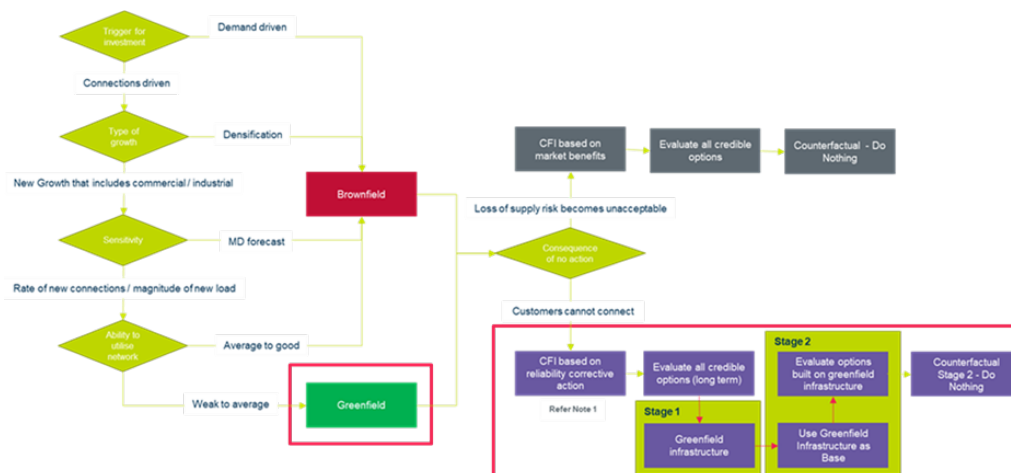 Trigger for
investment
Demand driven
Connections driven
Type of
growth
Densification
New Growth that includes commercial / industrial
Brownfield
Sensitivity
MD forecast
Rate of new connections / magnitude of new load
Ability to
utilise
network
Average to good
Weak to average
Greenfield
CFI based on
market benefits
Evaluate all credible
options
Counterfactual - Do
Nothing
Loss of supply risk becomes unacceptable
Consequence
of no action
Customers cannot connect
CFI based on
reliability corrective
action
Refer Note 1
Evaluate all credible
options (long term)
Stage 1
Greenfield
infrastructure
Stage 2
Evaluate options
built on greenfield
infrastructure
Use Greenfield
Infrastructure as
Base
Counterfactual
Stage 2 - Do
Nothing